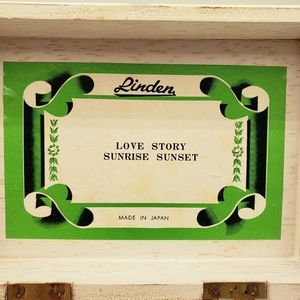 Linden
LOVE STORY
SUNRISE SUNSET
MADE IN JAPAN